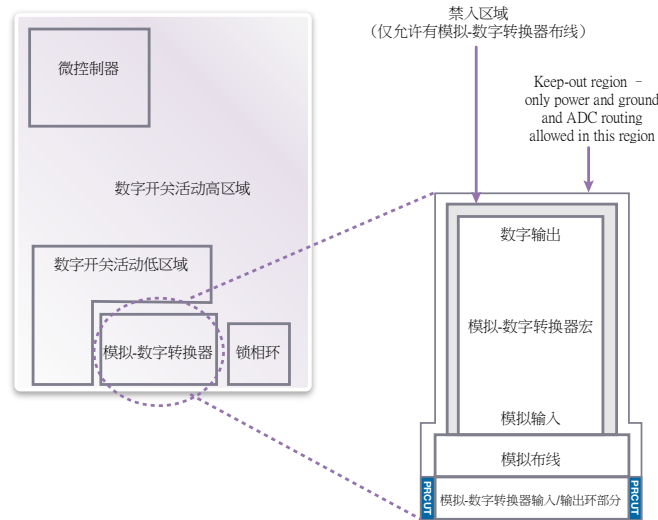 禁入区域
（仅允许有模拟-数字转换器布线）
微控制器
Keep-out region –
only power and ground
and ADC routing
allowed in this region
数字开关活动高区域
数字输出
数字开关活动低区域
模拟-数字转换器宏
模拟-数字转换器
锁相环
模拟输入
模拟布线
PRCUT
模拟-数字转换器输入/输出环部分
PRCUT